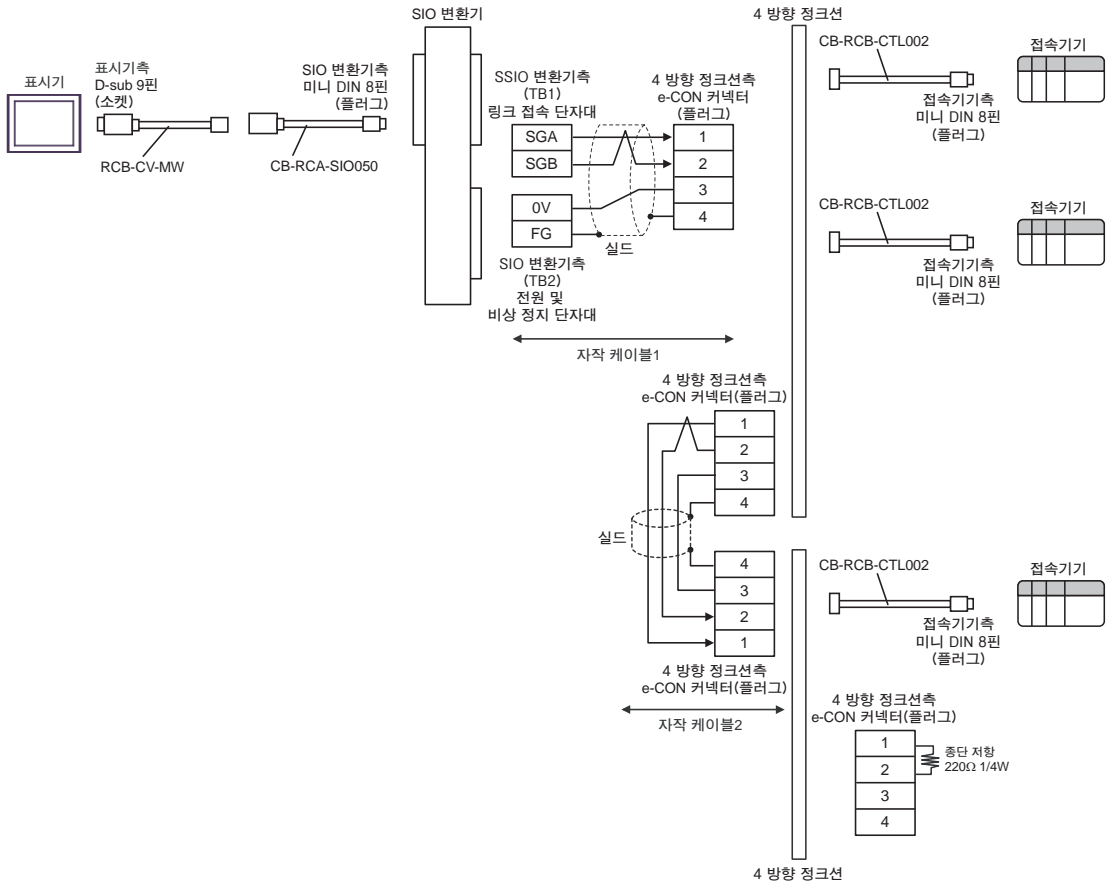 SIO 변환기
4 방향 정크션
표시기
표시기측
D-sub 9핀
(소켓)
RCB-CV-MW
SIO 변환기측
미니 DIN 8핀
(플러그)
CB-RCA-SIO050
SSIO 변환기측
(TB1)
링크 접속 단자대
SGA
SGB
0V
FG
SIO 변환기측
(TB2)
전원 및
비상 정지 단자대
실드
4 방향 정크션측
e-CON 커넥터
(플러그)
1
2
3
4
자작 케이블1
CB-RCB-CTL002
접속기기측
미니 DIN 8핀
(플러그)
접속기기
CB-RCB-CTL002
접속기기측
미니 DIN 8핀
(플러그)
접속기기
4 방향 정크션측
e-CON 커넥터(플러그)
1
2
3
4
실드
4
3
2
1
4 방향 정크션측
e-CON 커넥터(플러그)
자작 케이블2
CB-RCB-CTL002
접속기기측
미니 DIN 8핀
(플러그)
접속기기
4 방향 정크션측
e-CON 커넥터(플러그)
1
2
3
4
종단 저항
220Ω 1/4W
4 방향 정크션